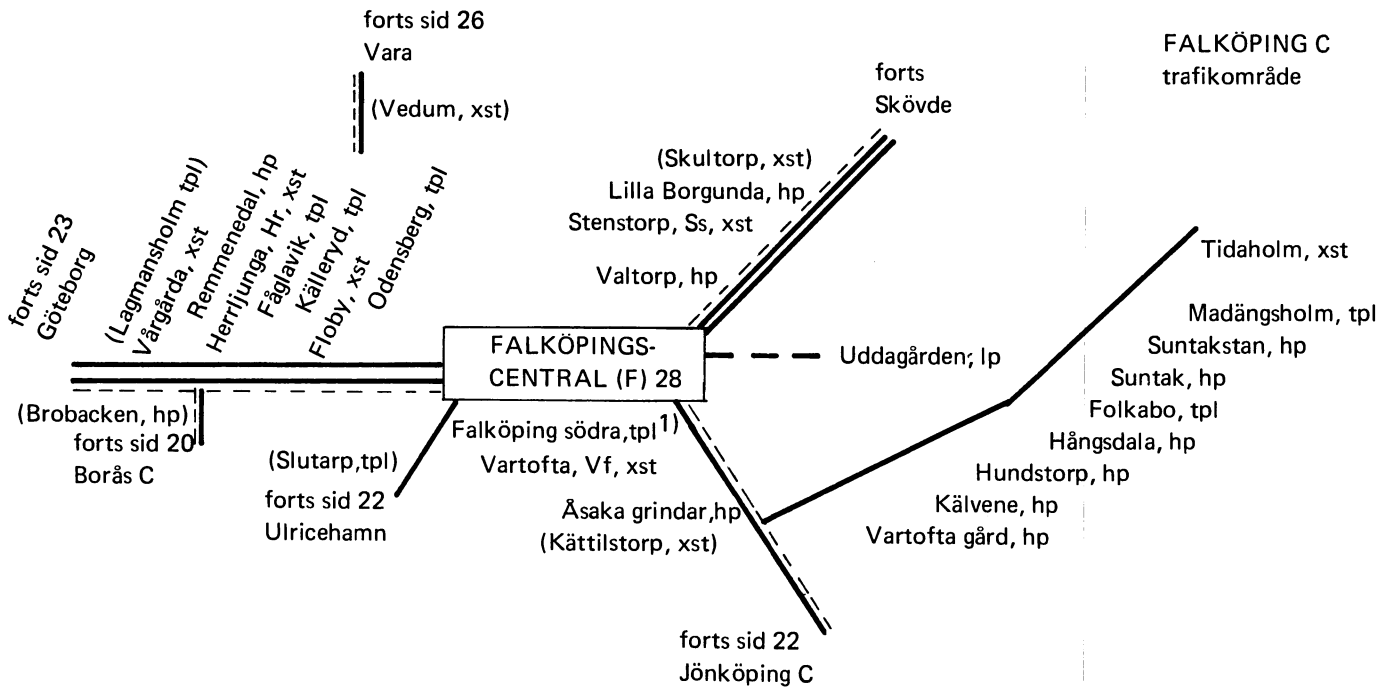 forts sid 26
Vara
(Vedum, xst)
FALKÖPING C
trafikområde
forts
Skövde
(Skultorp, xst)
Lilla Borgunda, hp
Stenstorp, Ss, xst
Valtorp, hp
forts sid 23
Göteborg
(Lagmansholm tpl)
Vårgårda, xst
Remmenedal, hp
Herrljunga, Hr, xst
Fåglavik, tpl
Källeryd, tpl
Floby, xst
Odensberg, tpl
FALKÖPINGS-
CENTRAL (F) 28
Uddagården, lp
Tidaholm, xst
Madängsholm, tpl
Suntakstan, hp
Suntak, hp
Folkabo, tpl
Hångsdala, hp
Hundstorp, hp
Kälvene, hp
Vartofta gård, hp
(Brobacken, hp)
forts sid 20
Borås C
(Slutarp,tpl)
forts sid 22
Ulricehamn
Falköping södra,tpl1)
Vartofta, Vf, xst
Åsaka grindar,hp
(Kättilstorp, xst)
forts sid 22
Jönköping C